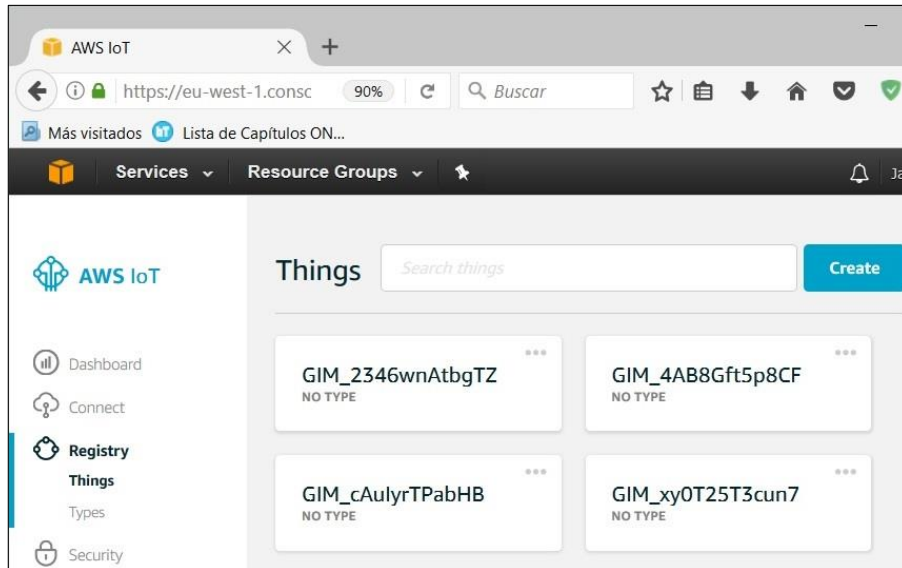 AWS IoT
https://eu-west-1.consc 90% Buscar
Más visitados Lista de Capítulos ON...
Services Resource Groups Ja
AWS IoT
Things Search things Create
Dashboard
Connect
Registry
Things
Types
Security
GIM_2346wnAtbgTZ
NO TYPE
GIM_4AB8Gft5p8CF
NO TYPE
GIM_cAulyrTPabHB
NO TYPE
GIM_xy0T25T3cun7
NO TYPE